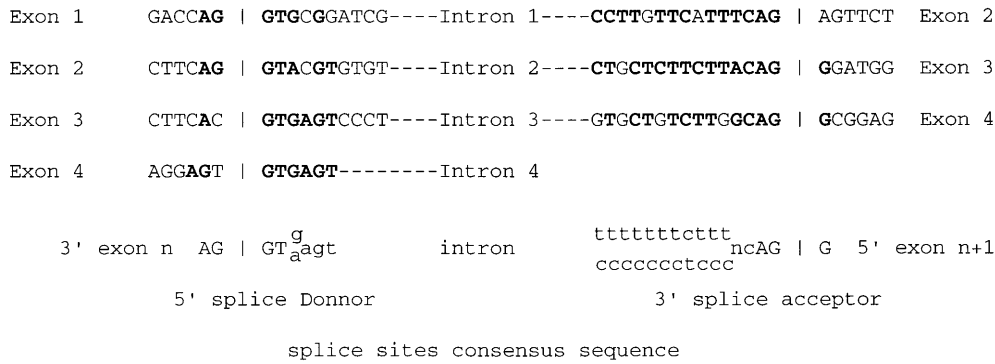 Exon 1 GACCAG | GTGCGGATCG----Intron 1----CCTTGTTCATTTCAG | AGTTCT Exon 2
Exon 2 CTTCAG | GTACGTGTGT----Intron 2----CTGCTCTTCTTACAG | GGATGG Exon 3
Exon 3 CTTCAC | GTGAGTCCCT----Intron 3----GTGCTGTCTTGGCAG | GCGGAG Exon 4
Exon 4 AGGAGT | GTGAGT--------Intron 4
g tttttttcttt
3' exon n AG | GT agt intron ncAG | G 5' exon n+1
a ccccccctccc
5' splice Donnor 3' splice acceptor
splice sites consensus sequence